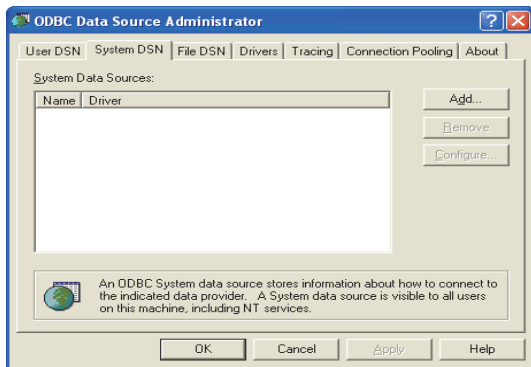 ODBC Data Source Administrator
User DSN System DSN File DSN Drivers Tracing Connection Pooling About
System Data Sources:
Name Driver
Add...
Remove
Configure...
An ODBC System data source stores information about how to connect to
the indicated data provider. A System data source is visible to all users
on this machine, including NT services.
OK Cancel Apply Help